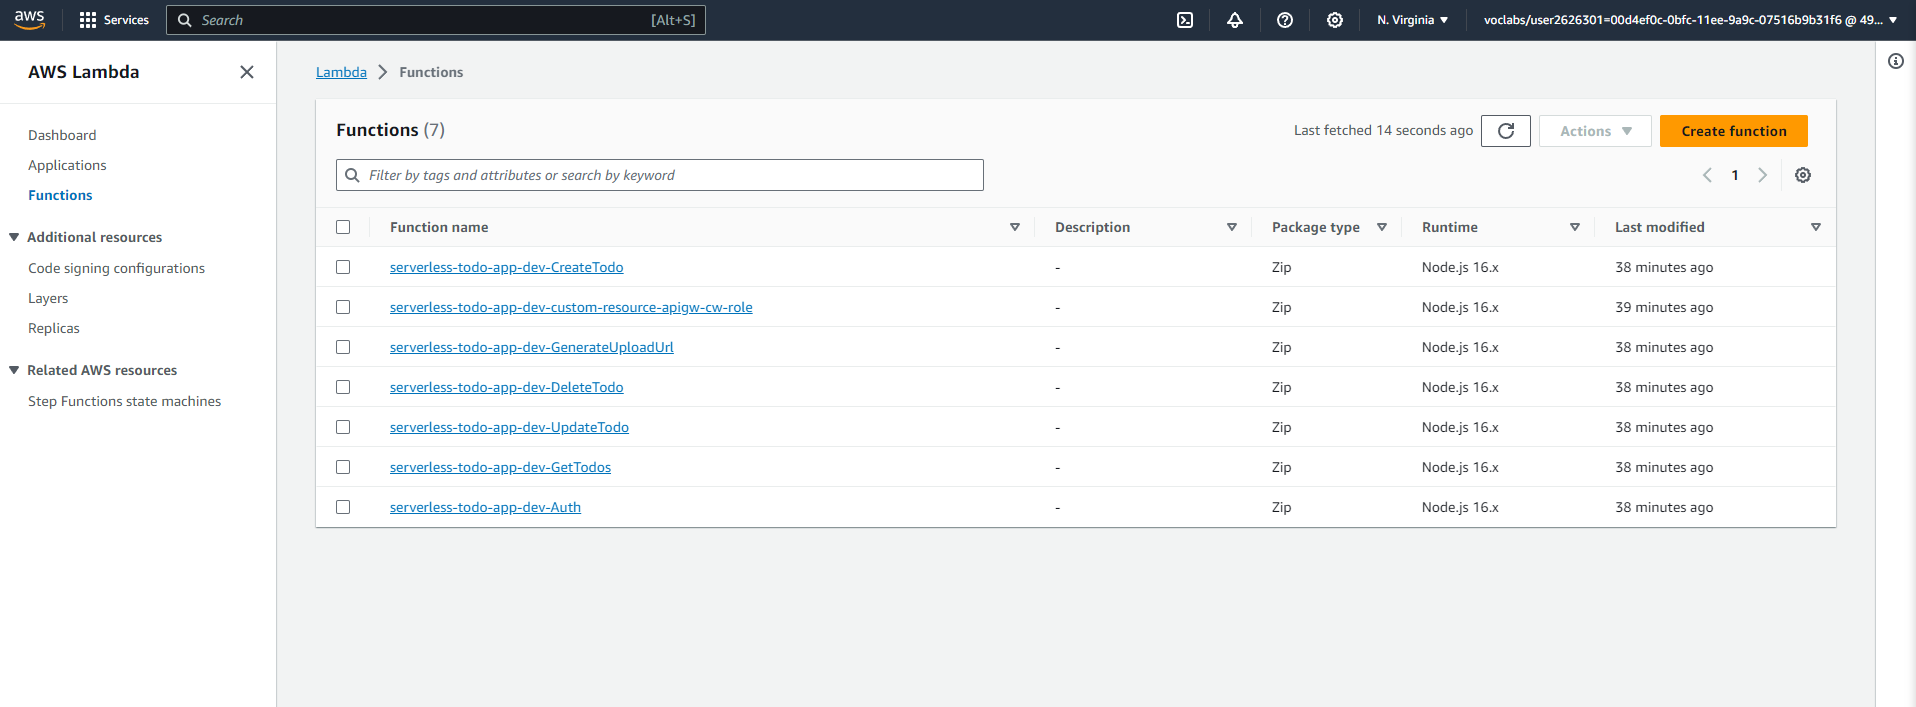 aws Services Search [Alt+S] N. Virginia voclabs/user2626301=00d4ef0c-0bfc-11ee-9a9c-07516b9b31f6 @ 49...
AWS Lambda
Dashboard
Applications
Functions
Additional resources
Code signing configurations
Layers
Replicas
Related AWS resources
Step Functions state machines
Lambda Functions
Functions (7) Last fetched 14 seconds ago Actions Create function
Filter by tags and attributes or search by keyword 1
Function name Description Package type Runtime Last modified
serverless-todo-app-dev-CreateTodo - Zip Node.js 16.x 38 minutes ago
serverless-todo-app-dev-custom-resource-apigw-cw-role - Zip Node.js 16.x 39 minutes ago
serverless-todo-app-dev-GenerateUploadUrl - Zip Node.js 16.x 38 minutes ago
serverless-todo-app-dev-DeleteTodo - Zip Node.js 16.x 38 minutes ago
serverless-todo-app-dev-UpdateTodo - Zip Node.js 16.x 38 minutes ago
serverless-todo-app-dev-GetTodos - Zip Node.js 16.x 38 minutes ago
serverless-todo-app-dev-Auth - Zip Node.js 16.x 38 minutes ago